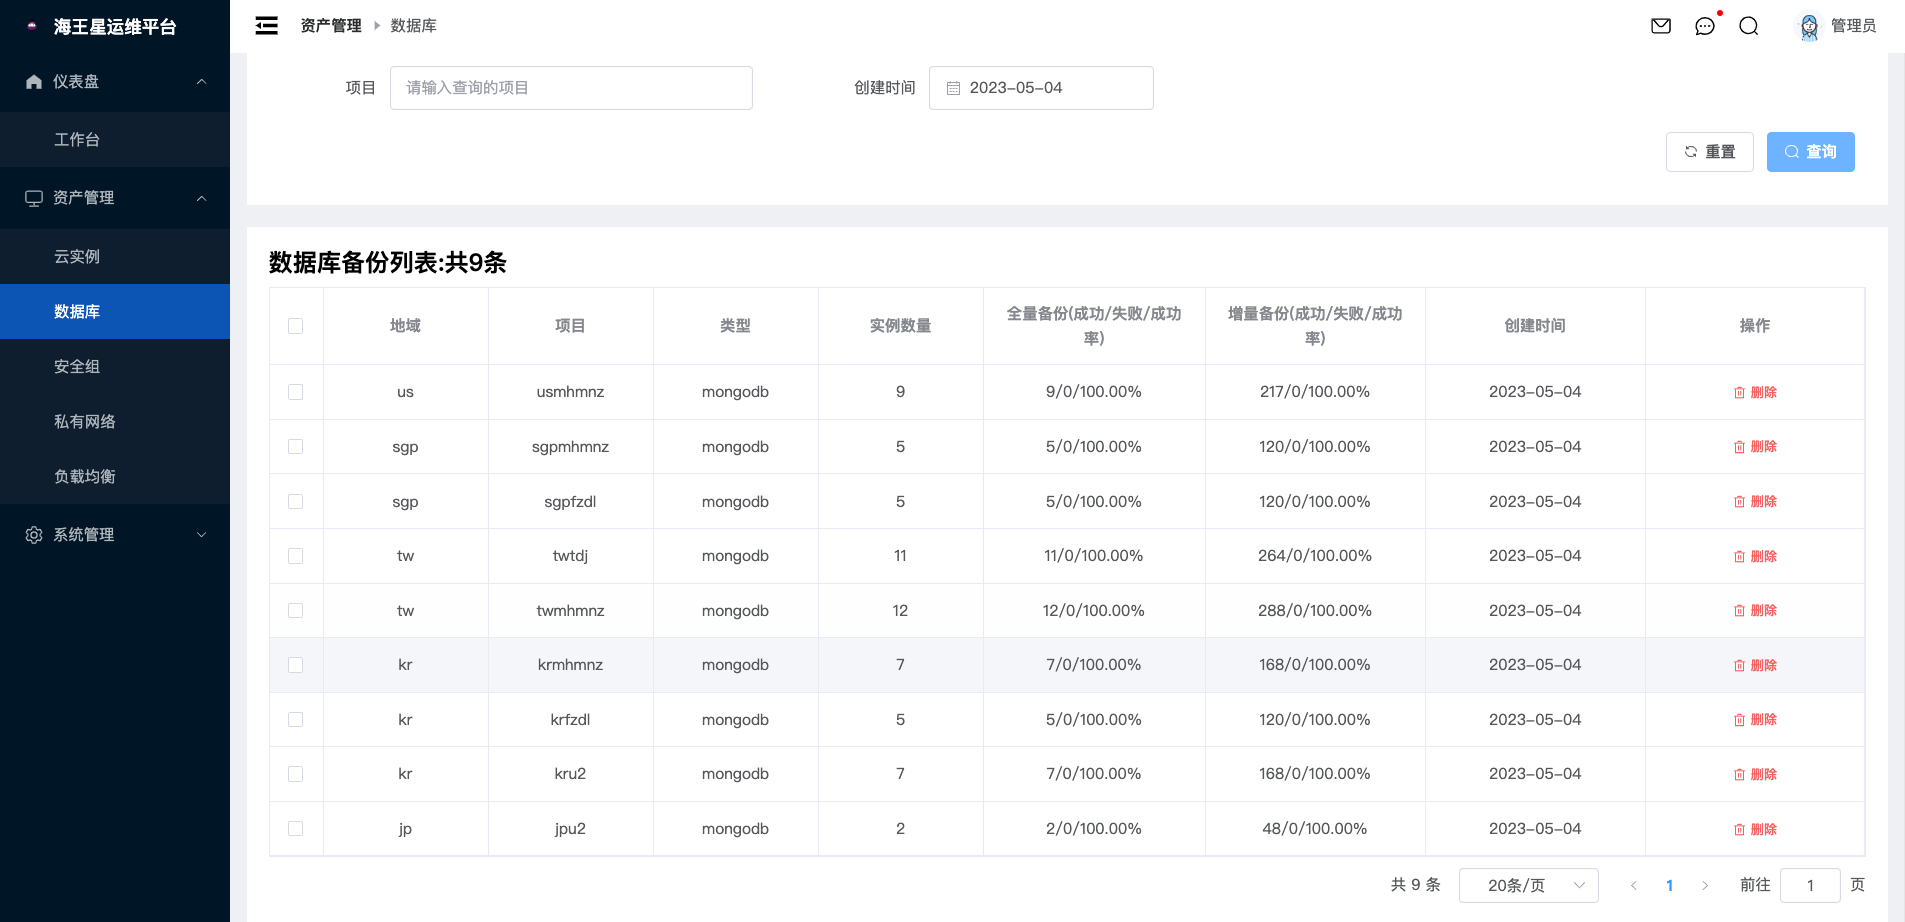 海王星运维平台
资产管理
数据库
管理员
仪表盘
工作台
资产管理
云实例
数据库
安全组
私有网络
负载均衡
系统管理
项目 请输入查询的项目 创建时间 2023-05-04
重置 查询
数据库备份列表:共9条
地域 项目 类型 实例数量 全量备份(成功/失败/成功率) 增量备份(成功/失败/成功率) 创建时间 操作
us usmhmnz mongodb 9 9/0/100.00% 217/0/100.00% 2023-05-04 删除
sgp sgpmhmnz mongodb 5 5/0/100.00% 120/0/100.00% 2023-05-04 删除
sgp sgpfzdl mongodb 5 5/0/100.00% 120/0/100.00% 2023-05-04 删除
tw twtdj mongodb 11 11/0/100.00% 264/0/100.00% 2023-05-04 删除
tw twmhmnz mongodb 12 12/0/100.00% 288/0/100.00% 2023-05-04 删除
kr krmhmnz mongodb 7 7/0/100.00% 168/0/100.00% 2023-05-04 删除
kr krfzdl mongodb 5 5/0/100.00% 120/0/100.00% 2023-05-04 删除
kr kru2 mongodb 7 7/0/100.00% 168/0/100.00% 2023-05-04 删除
jp jpu2 mongodb 2 2/0/100.00% 48/0/100.00% 2023-05-04 删除
共 9 条 20条/页 1 前往 1 页